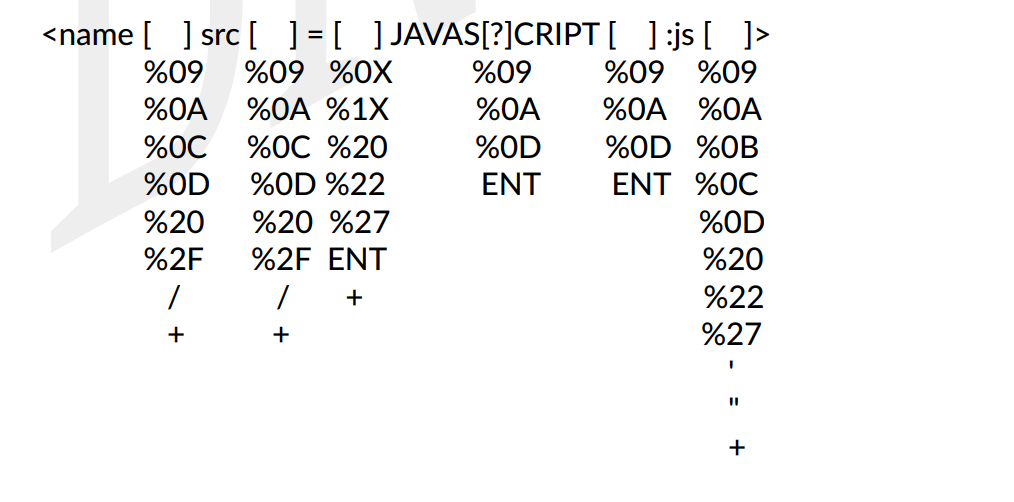 <name [   ] src [   ] = [   ] JAVAS[?]CRIPT [   ] :js [   ]>
%09 %09 %0X %09 %09 %09
%0A %0A %1X %0A %0A %0A
%0C %0C %20 %0D %0D %0B
%0D %0D %22 ENT ENT %0C
%20 %20 %27 %0D
%2F %2F ENT %20
/ / + %22
+ + %27
'
"
+